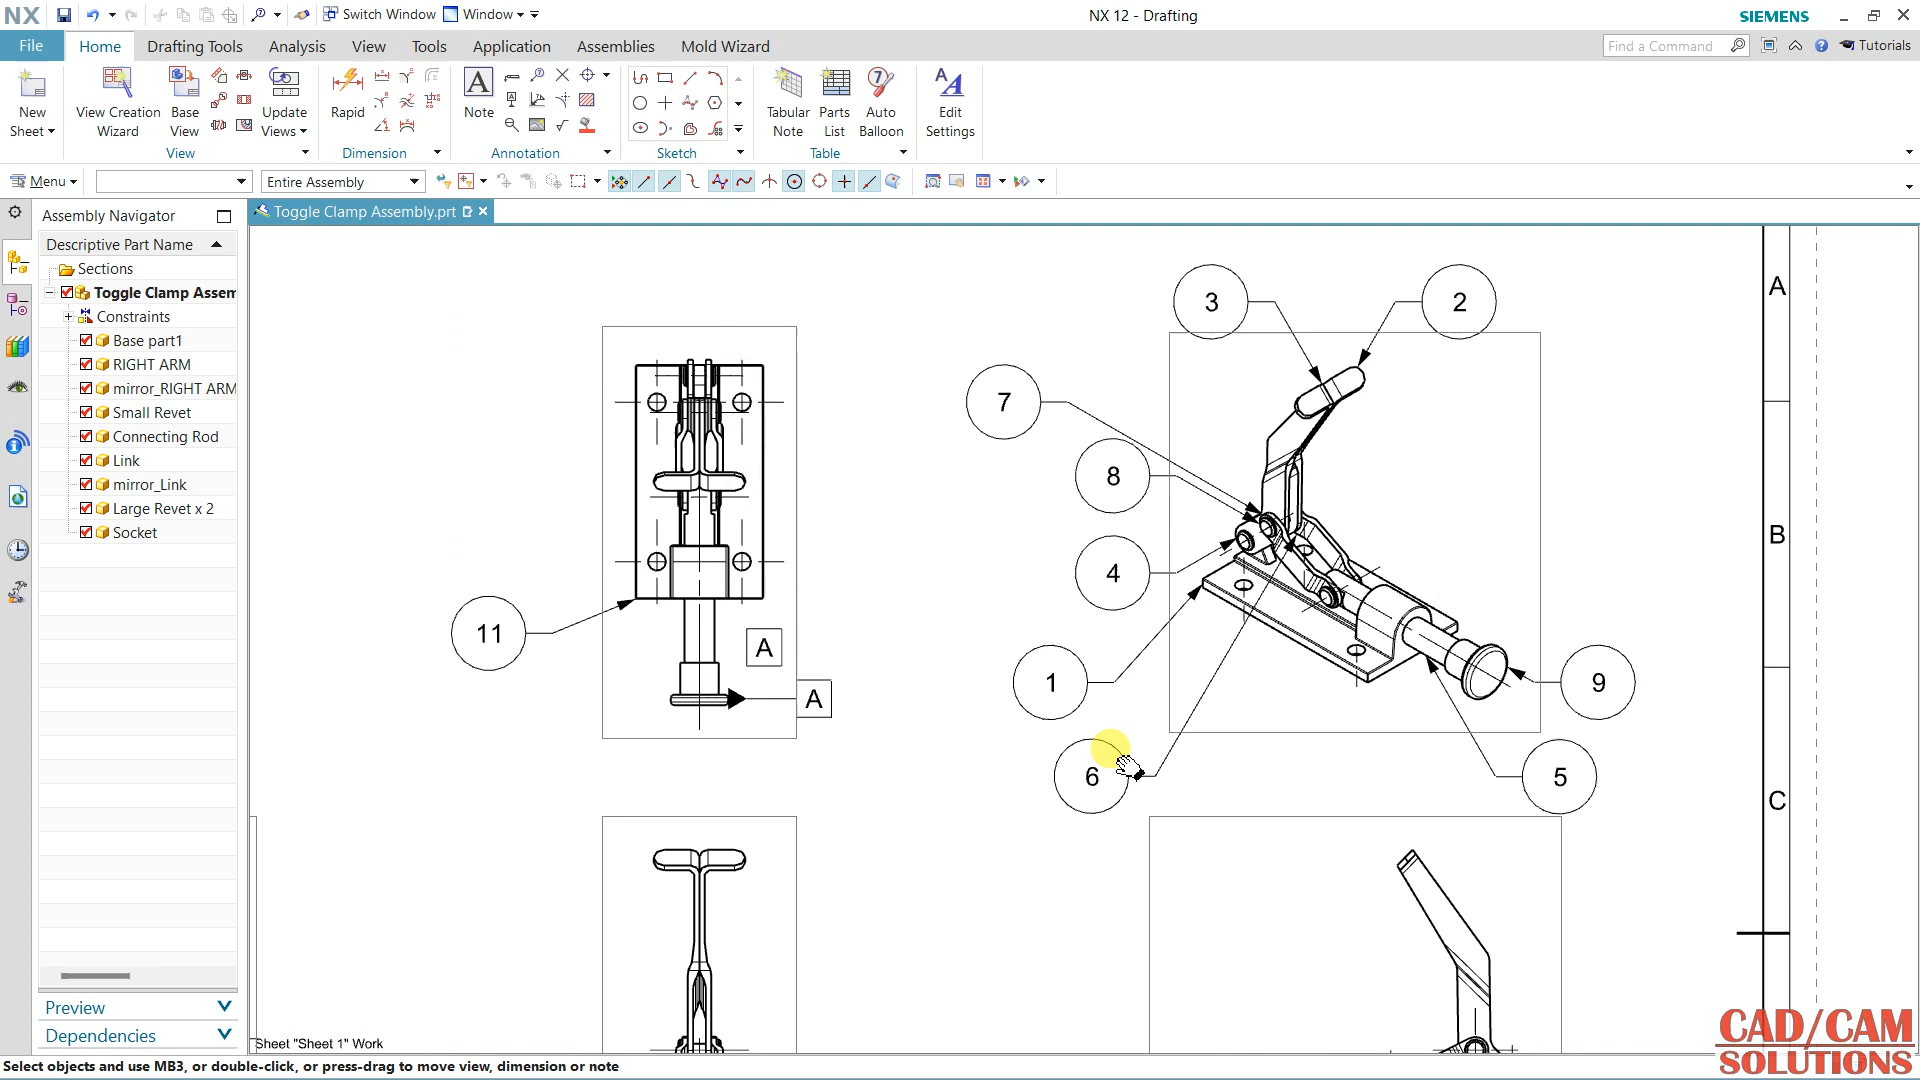 NX
Switch Window
Window
NX 12 - Drafting
SIEMENS
File
Home
Drafting Tools
Analysis
View
Tools
Application
Assemblies
Mold Wizard
Find a Command
Tutorials
New
Sheet
View Creation
Wizard
Base
View
Update
Views
Rapid
A
Note
Tabular
Note
Parts
List
7
Auto
Balloon
Edit
Settings
View
Dimension
Annotation
Sketch
Table
Menu
Entire Assembly
Assembly Navigator
Toggle Clamp Assembly.prt
Descriptive Part Name
Sections
Toggle Clamp Assem
Constraints
Base part1
RIGHT ARM
mirror_RIGHT ARM
Small Revet
Connecting Rod
Link
mirror_Link
Large Revet x 2
Socket
Preview
Dependencies
3
2
7
8
4
1
6
11
9
5
A
A
A
B
C
Sheet "Sheet 1" Work
CAD/CAM
SOLUTIONS
Select objects and use MB3, or double-click, or press-drag to move view, dimension or note